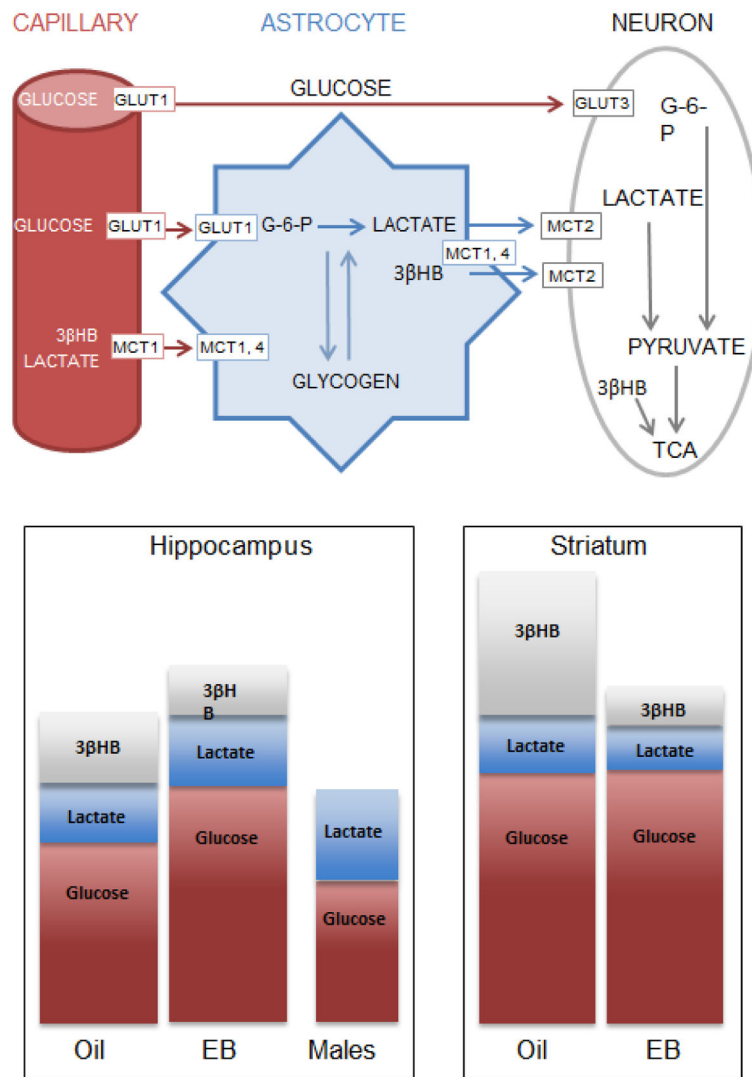 CAPILLARY ASTROCYTE NEURON
GLUCOSE GLUT1 GLUCOSE GLUT3 G-6-
P
LACTATE
GLUCOSE GLUT1 GLUT1 G-6-P LACTATE MCT2
MCT1, 4
3βHB MCT2
3βHB
LACTATE MCT1 MCT1, 4 PYRUVATE
GLYCOGEN
3βHB
TCA
Hippocampus
3βHB
Lactate
Glucose
3βH
B
Lactate
Glucose
Lactate
Glucose
Oil EB Males
Striatum
3βHB
Lactate
Glucose
3βHB
Lactate
Glucose
Oil EB